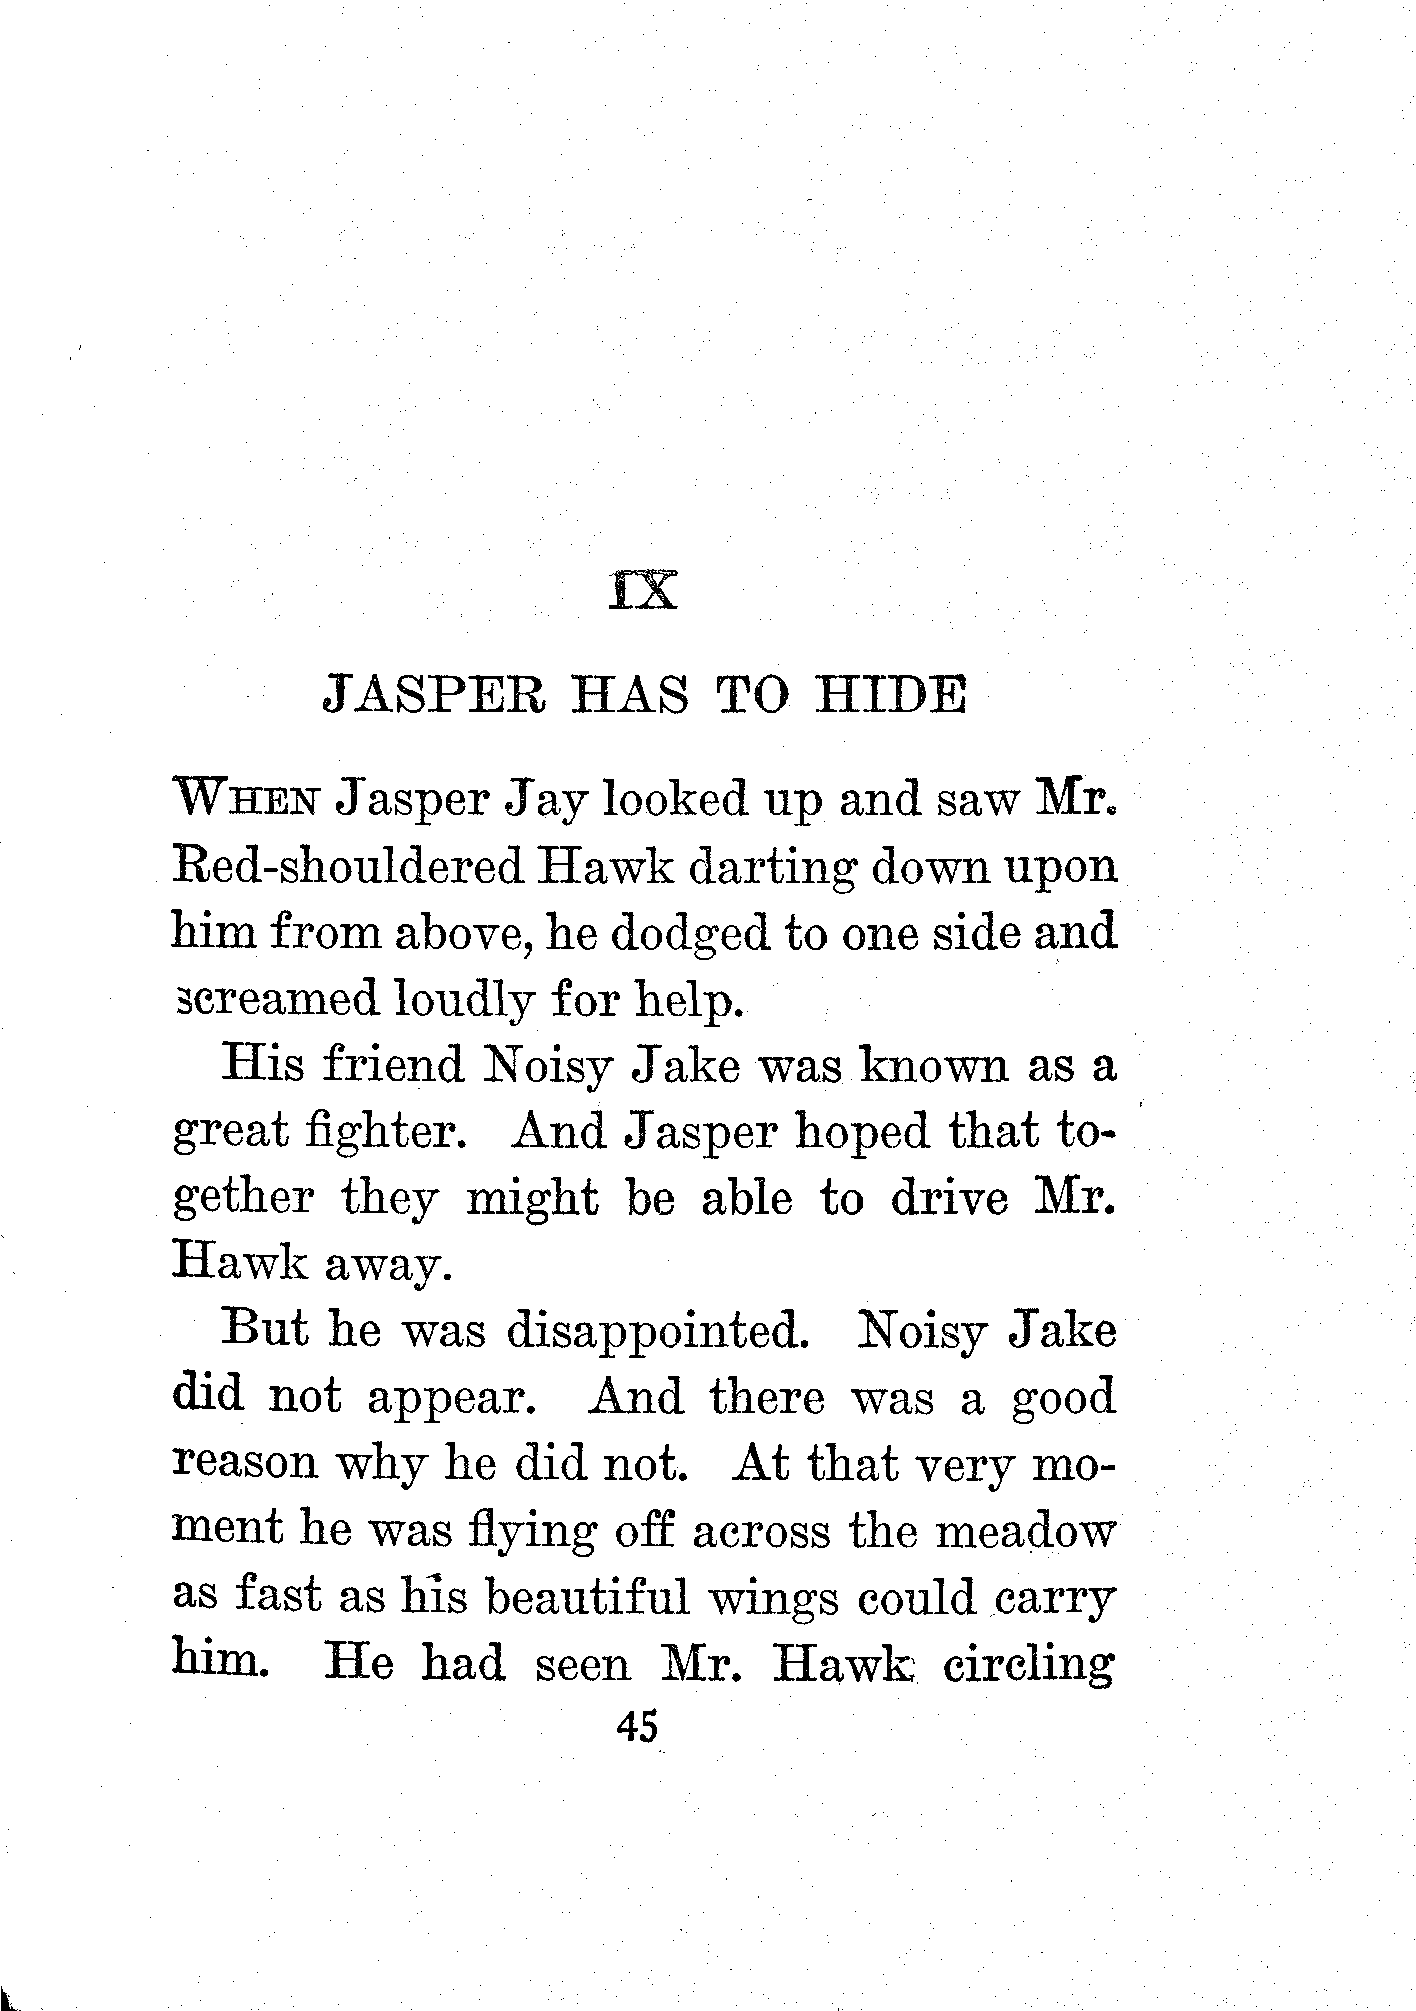 IX
JASPER HAS TO HIDE
WHEN Jasper Jay looked up and saw Mr.
Red-shouldered Hawk darting down upon
him from above, he dodged to one side and
screamed loudly for help.
His friend Noisy Jake was known as a
great fighter. And Jasper hoped that to-
gether they might be able to drive Mr.
Hawk away.
But he was disappointed. Noisy Jake
did not appear. And there was a good
reason why he did not. At that very mo-
ment he was flying off across the meadow
as fast as his beautiful wings could carry
him. He had seen Mr. Hawk circling
45